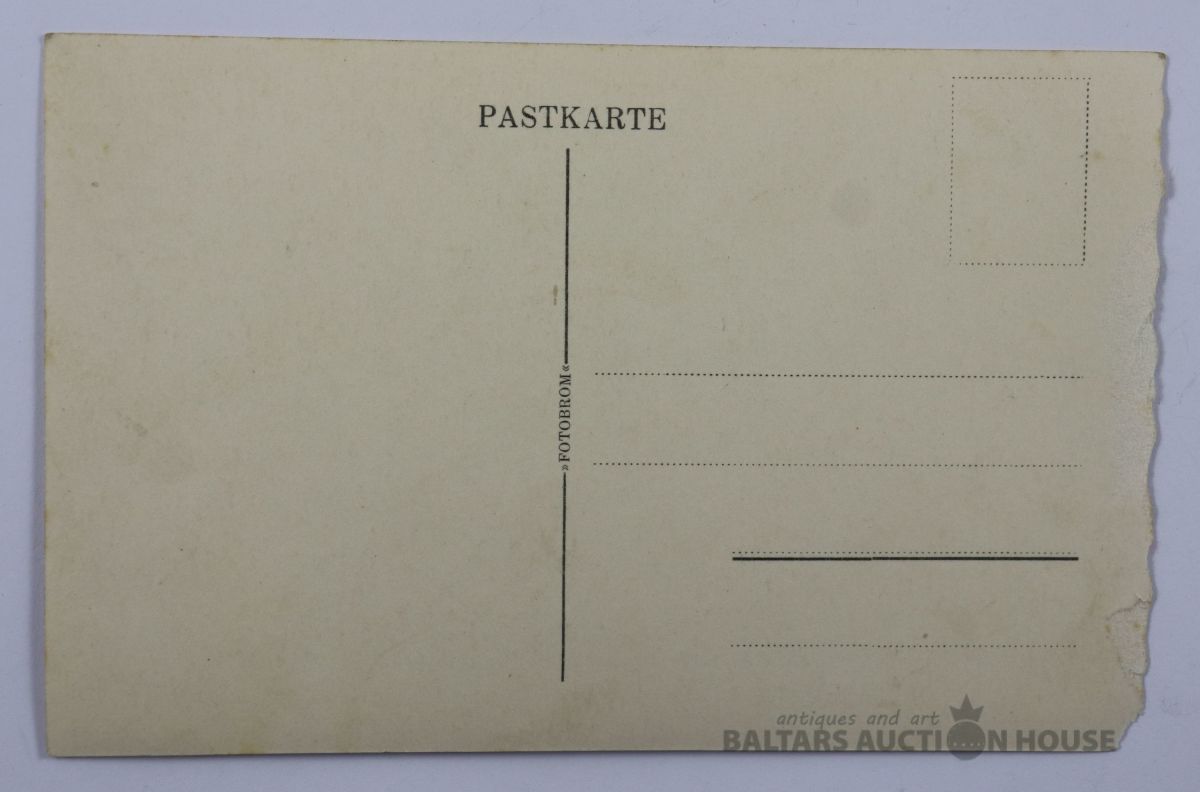 PASTKARTE
»FOTOBROM«
antiques and art
BALTARS AUCTION HOUSE